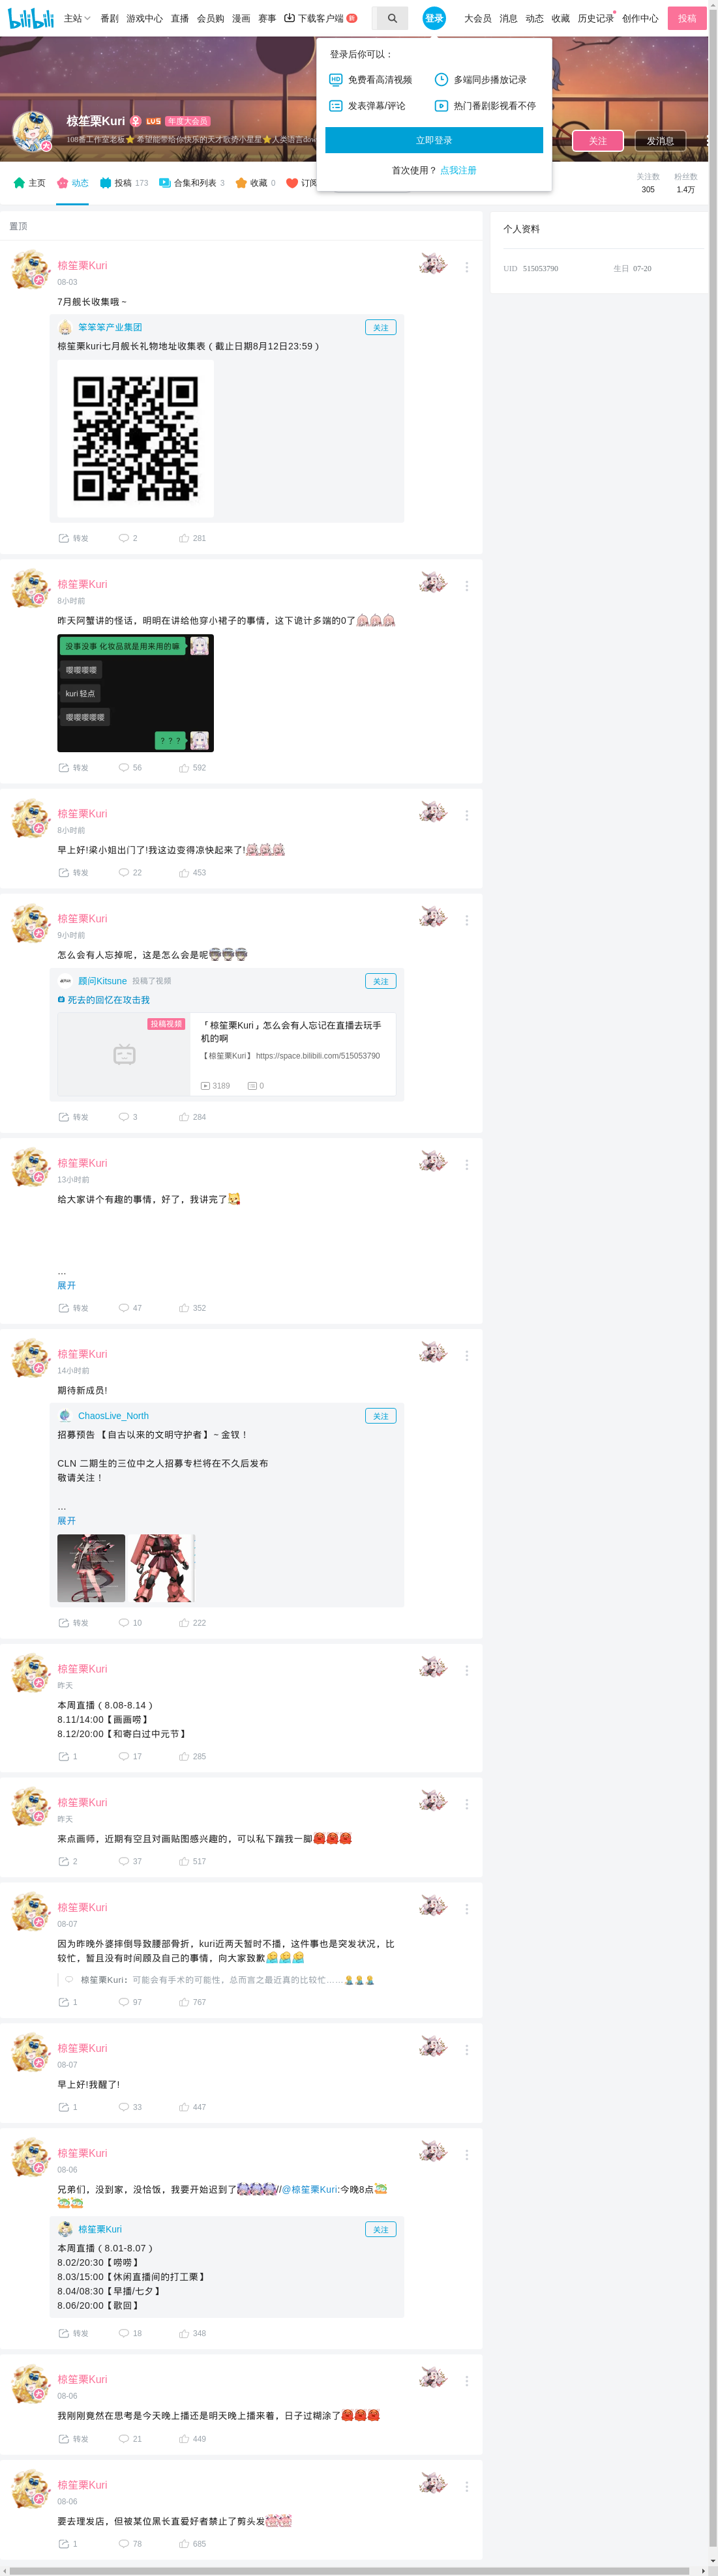 bilibili
主站 番剧 游戏中心 直播 会员购 漫画 赛事 下载客户端 登录 大会员 消息 动态 收藏 历史记录 创作中心 投稿
登录后你可以：
免费看高清视频 多端同步播放记录
发表弹幕/评论 热门番剧影视看不停
立即登录
首次使用？ 点我注册
椋笙栗Kuri LV5 年度大会员
108番工作室老板⭐ 希望能带给你快乐的天才歌势小星星⭐人类语言dow
关注 发消息
主页 动态 投稿 173 合集和列表 3 收藏 0 订阅
关注数 粉丝数
305 1.4万
个人资料
UID 515053790 生日 07-20
置顶
椋笙栗Kuri
08-03
7月舰长收集哦～
笨笨笨产业集团 关注
椋笙栗kuri七月舰长礼物地址收集表（截止日期8月12日23:59）
转发 2 281
椋笙栗Kuri
8小时前
昨天阿蟹讲的怪话，明明在讲给他穿小裙子的事情，这下诡计多端的0了
没事没事 化妆品就是用来用的嘛
嘤嘤嘤嘤
kuri 轻点
嘤嘤嘤嘤嘤
？？？
转发 56 592
椋笙栗Kuri
8小时前
早上好!梁小姐出门了!我这边变得凉快起来了!
转发 22 453
椋笙栗Kuri
9小时前
怎么会有人忘掉呢，这是怎么会是呢
顾问Kitsune 投稿了视频 关注
死去的回忆在攻击我
投稿视频
「椋笙栗Kuri」怎么会有人忘记在直播去玩手
机的啊
【椋笙栗Kuri】 https://space.bilibili.com/515053790
3189 0
转发 3 284
椋笙栗Kuri
13小时前
给大家讲个有趣的事情，好了，我讲完了
...
展开
转发 47 352
椋笙栗Kuri
14小时前
期待新成员!
ChaosLive_North 关注
招募预告 【自古以来的文明守护者】～金钗！
CLN 二期生的三位中之人招募专栏将在不久后发布
敬请关注！
...
展开
转发 10 222
椋笙栗Kuri
昨天
本周直播（8.08-8.14）
8.11/14:00【画画唠】
8.12/20:00【和寄白过中元节】
1 17 285
椋笙栗Kuri
昨天
来点画师，近期有空且对画贴图感兴趣的，可以私下踹我一脚
2 37 517
椋笙栗Kuri
08-07
因为昨晚外婆摔倒导致腰部骨折，kuri近两天暂时不播，这件事也是突发状况，比
较忙，暂且没有时间顾及自己的事情，向大家致歉
椋笙栗Kuri：可能会有手术的可能性，总而言之最近真的比较忙……
1 97 767
椋笙栗Kuri
08-07
早上好!我醒了!
1 33 447
椋笙栗Kuri
08-06
兄弟们，没到家，没恰饭，我要开始迟到了//@椋笙栗Kuri:今晚8点
椋笙栗Kuri 关注
本周直播（8.01-8.07）
8.02/20:30【唠唠】
8.03/15:00【休闲直播间的打工栗】
8.04/08:30【早播/七夕】
8.06/20:00【歌回】
转发 18 348
椋笙栗Kuri
08-06
我刚刚竟然在思考是今天晚上播还是明天晚上播来着，日子过糊涂了
转发 21 449
椋笙栗Kuri
08-06
要去理发店，但被某位黑长直爱好者禁止了剪头发
1 78 685